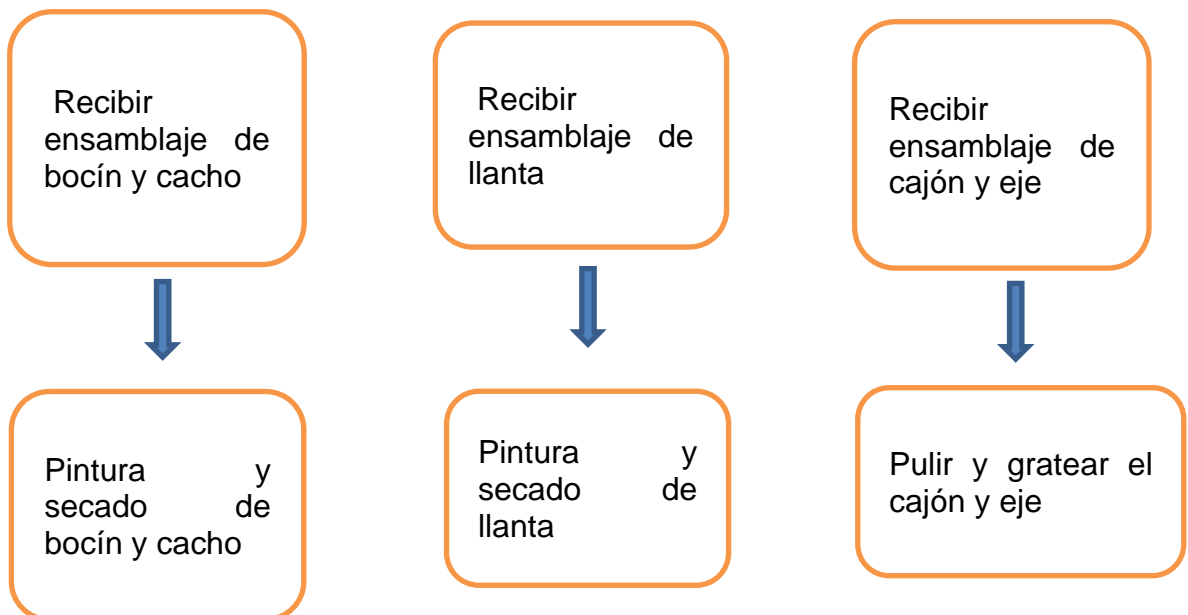 Recibir
ensamblaje de
bocín y cacho
Recibir
ensamblaje de
llanta
Recibir
ensamblaje de
cajón y eje
Pintura y
secado de
bocín y cacho
Pintura y
secado de
llanta
Pulir y gratear el
cajón y eje